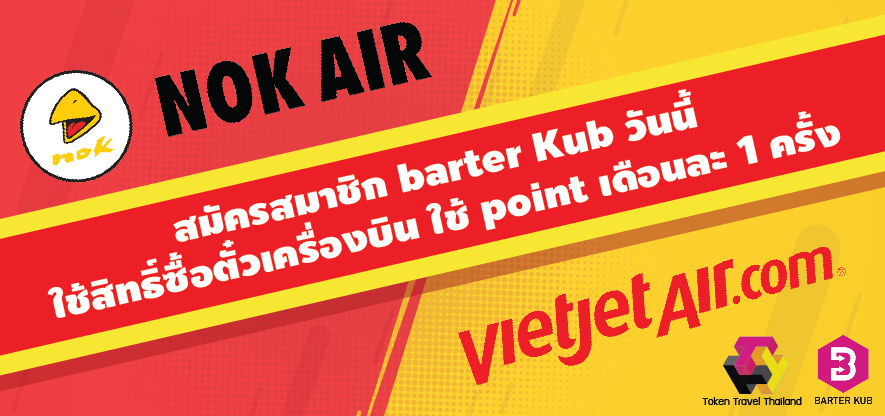 NOK AIR
nok
สมัครสมาชิก barter Kub วันนี้
ใช้สิทธิ์ซื้อตั๋วเครื่องบิน ใช้ point เดือนละ 1 ครั้ง
vietjet Air.com
Token Travel Thailand
BARTER KUB